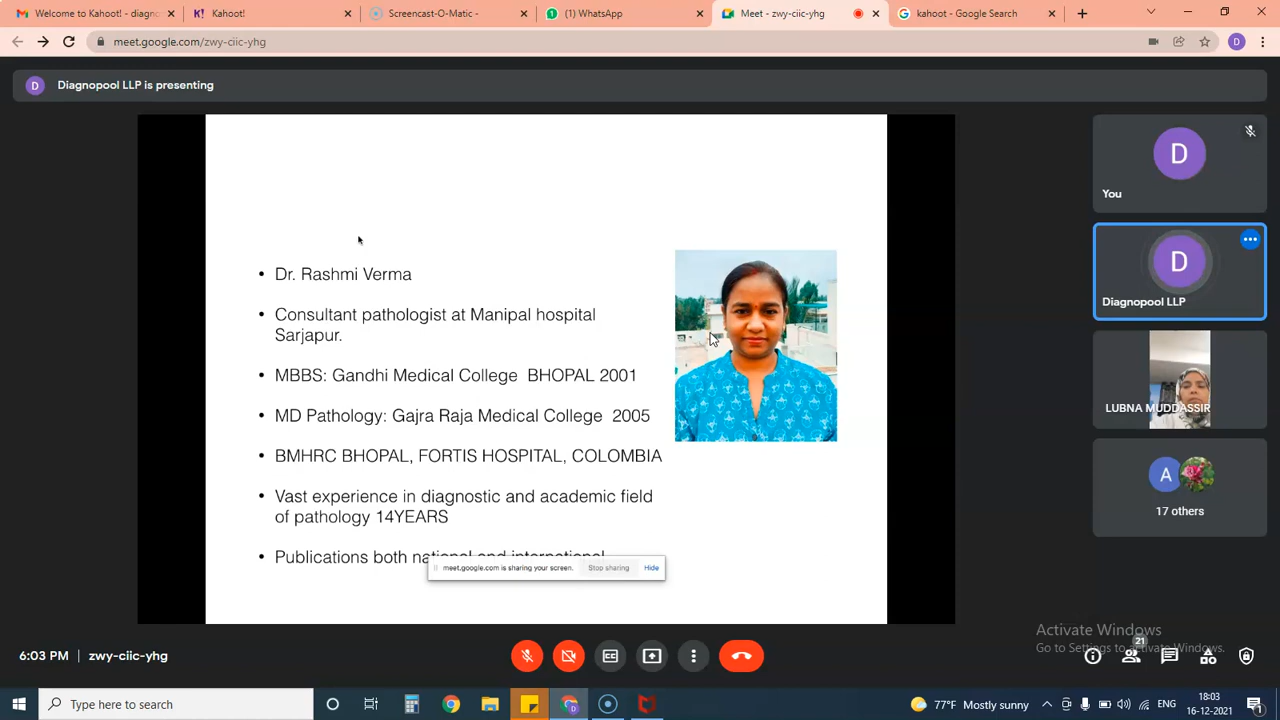 Welcome to Kahoot! - diagno
Kahoot!
Screencast-O-Matic -
(1) WhatsApp
Meet - zwy-ciic-yhg
kahoot - Google Search
meet.google.com/zwy-ciic-yhg
D
D
Diagnopool LLP is presenting
D
You
D
Diagnopool LLP
LUBNA MUDDASSIR
A
17 others
• Dr. Rashmi Verma
• Consultant pathologist at Manipal hospital
Sarjapur.
• MBBS: Gandhi Medical College BHOPAL 2001
• MD Pathology: Gajra Raja Medical College 2005
• BMHRC BHOPAL, FORTIS HOSPITAL, COLOMBIA
• Vast experience in diagnostic and academic field
of pathology 14YEARS
• Publications both national and international
meet.google.com is sharing your screen.
Stop sharing
Hide
Activate Windows
Go to Settings to activate Windows.
6:03 PM | zwy-ciic-yhg
21
Type here to search
77°F Mostly sunny
ENG
18:03
16-12-2021